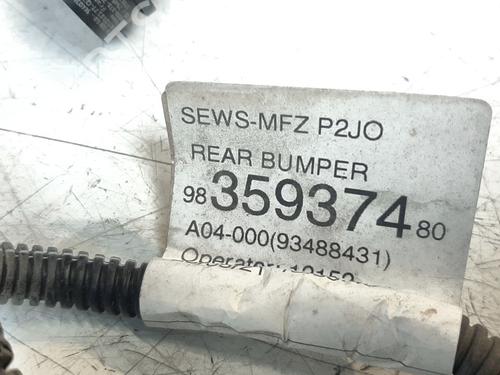 SEWS-MFZ P2JO
REAR BUMPER
98 359374 80
A04-000(93488431)